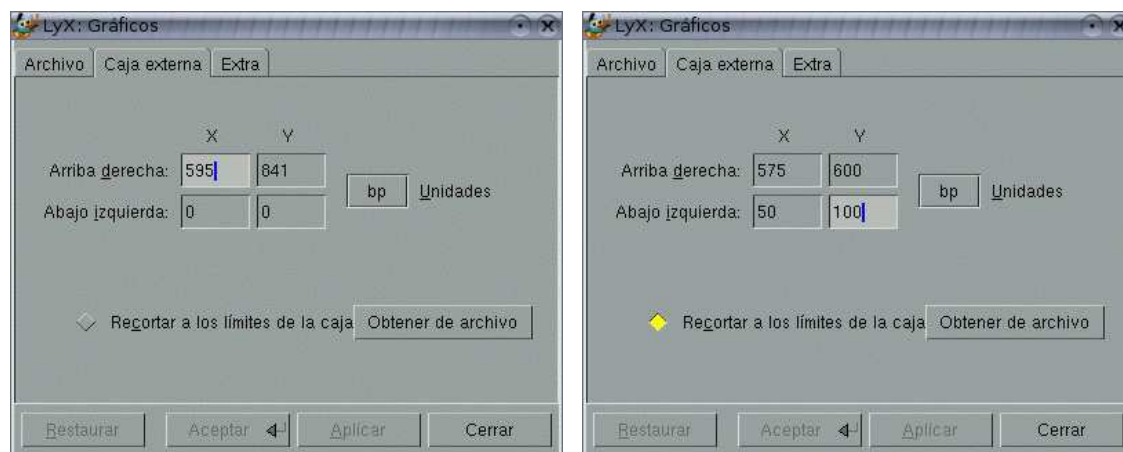 LyX: Gráficos
Archivo Caja externa Extra
X Y
Arriba derecha: 595 841
bp Unidades
Abajo izquierda: 0 0
Recortar a los límites de la caja Obtener de archivo
Restaurar Aceptar Aplicar Cerrar
LyX: Gráficos
Archivo Caja externa Extra
X Y
Arriba derecha: 575 600
bp Unidades
Abajo izquierda: 50 100
Recortar a los límites de la caja Obtener de archivo
Restaurar Aceptar Aplicar Cerrar